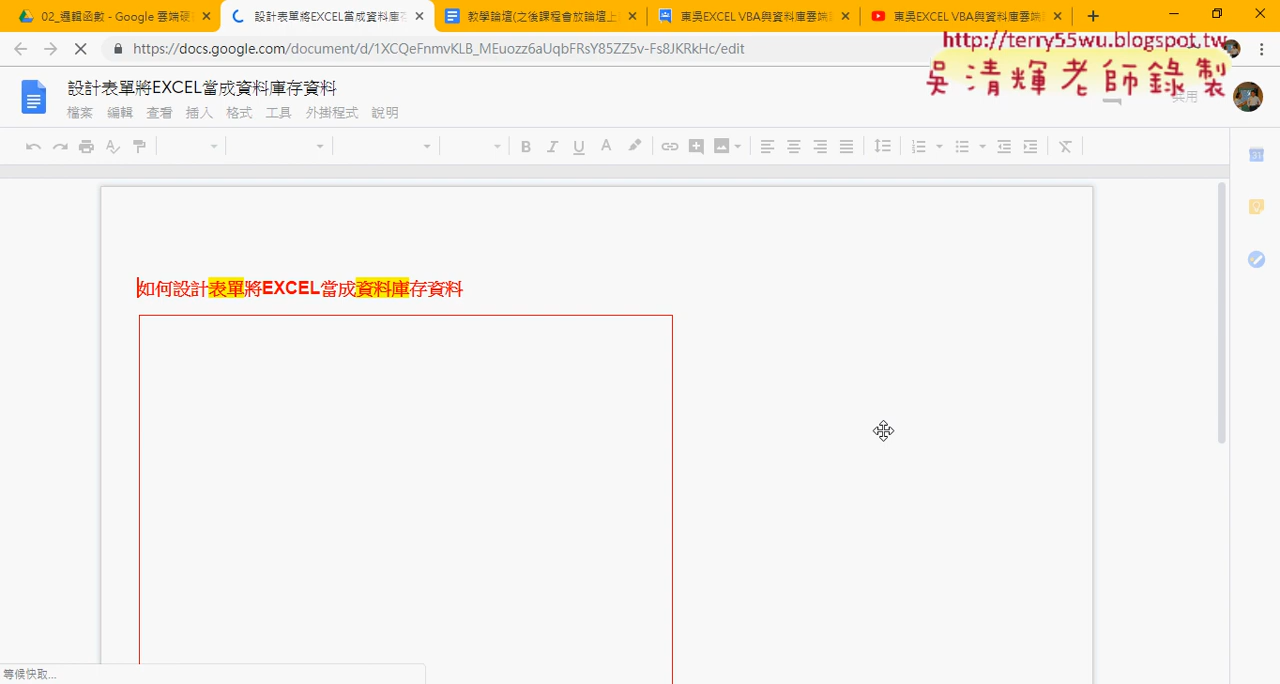 02_邏輯函數 - Google 雲端硬
設計表單將EXCEL當成資料庫存
教學論壇(之後課程會放論壇上
東吳EXCEL VBA與資料庫雲端
東吳EXCEL VBA與資料庫雲端
https://docs.google.com/document/d/1XCQeFnmvKLB_MEuozz6aUqbFRsY85ZZ5v-Fs8JKRkHc/edit
http://terry55wu.blogspot.tw
吳清輝老師錄製
設計表單將EXCEL當成資料庫存資料
檔案 編輯 查看 插入 格式 工具 外掛程式 說明
共用
31
如何設計表單將EXCEL當成資料庫存資料
等候快取...